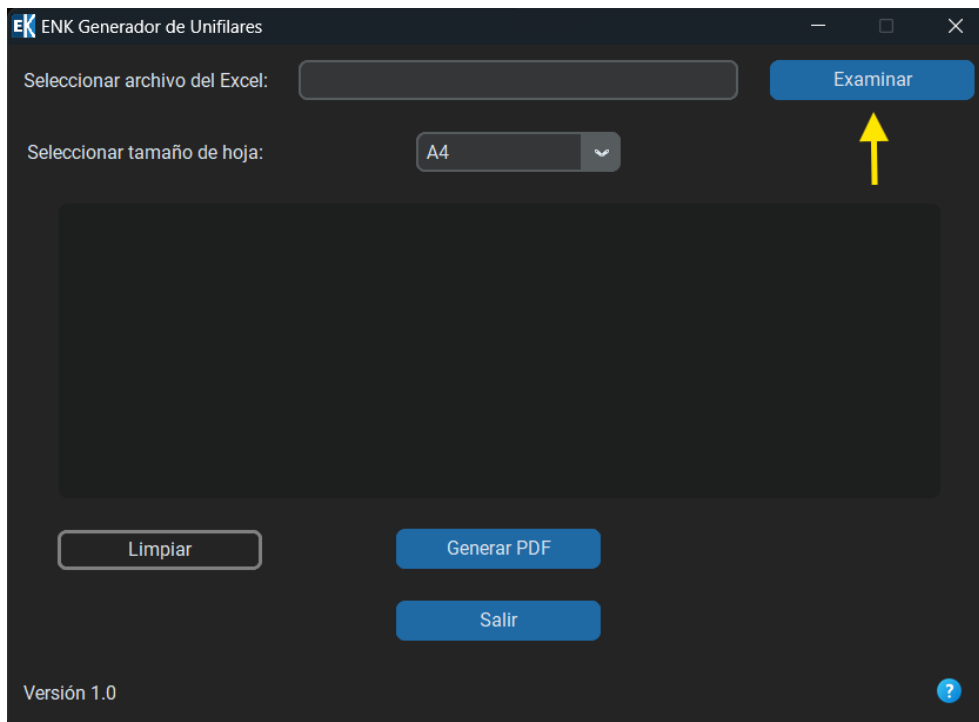 EK ENK Generador de Unifilares
Seleccionar archivo del Excel:
Examinar
Seleccionar tamaño de hoja:
A4
Limpiar
Generar PDF
Salir
Versión 1.0
?